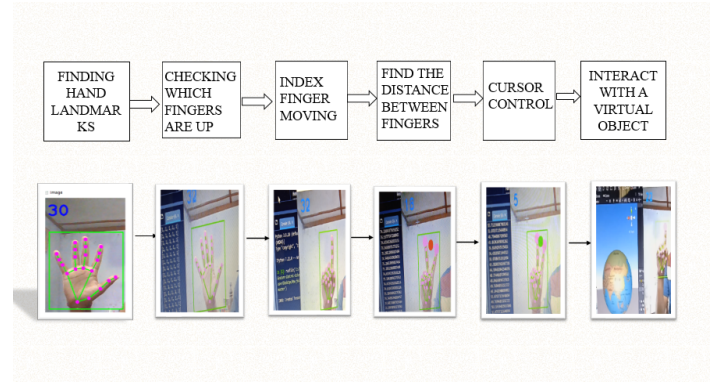 FINDING
HAND
LANDMAR
KS
CHECKING
WHICH
FINGERS
ARE UP
INDEX
FINGER
MOVING
FIND THE
DISTANCE
BETWEEN
FINGERS
CURSOR
CONTROL
INTERACT
WITH A
VIRTUAL
OBJECT
Image
30